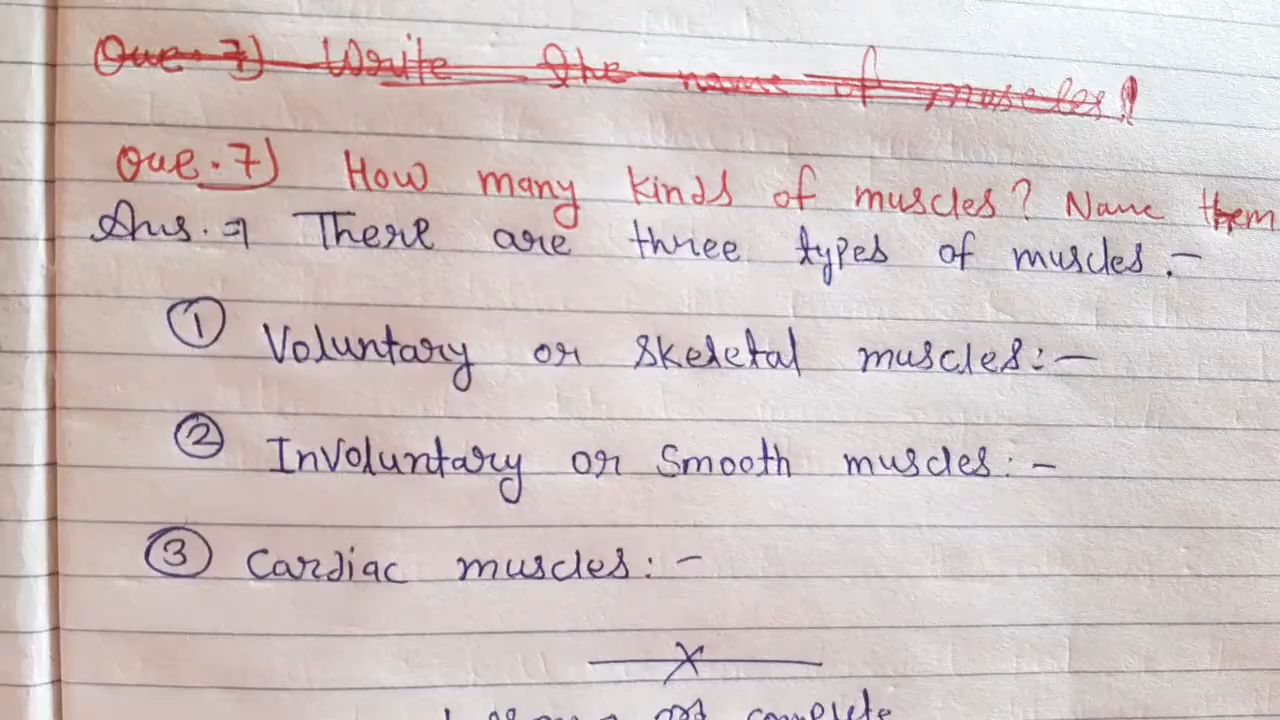 Que. 7) Write the name of muscles!
Que. 7) How many kinds of muscles? Name them
Ans. ⇒ There are three types of muscles.-
① Voluntary or skeletal muscles:-
② Involuntary or smooth muscles:-
③ Cardiac muscles:-
complete